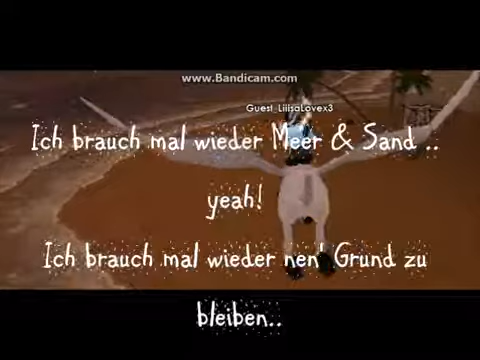 www.Bandicam.com
Guest_LiiisaLovex3
Ich brauch mal wieder Meer & Sand ..
yeah!
Ich brauch mal wieder nen' Grund zu
bleiben..